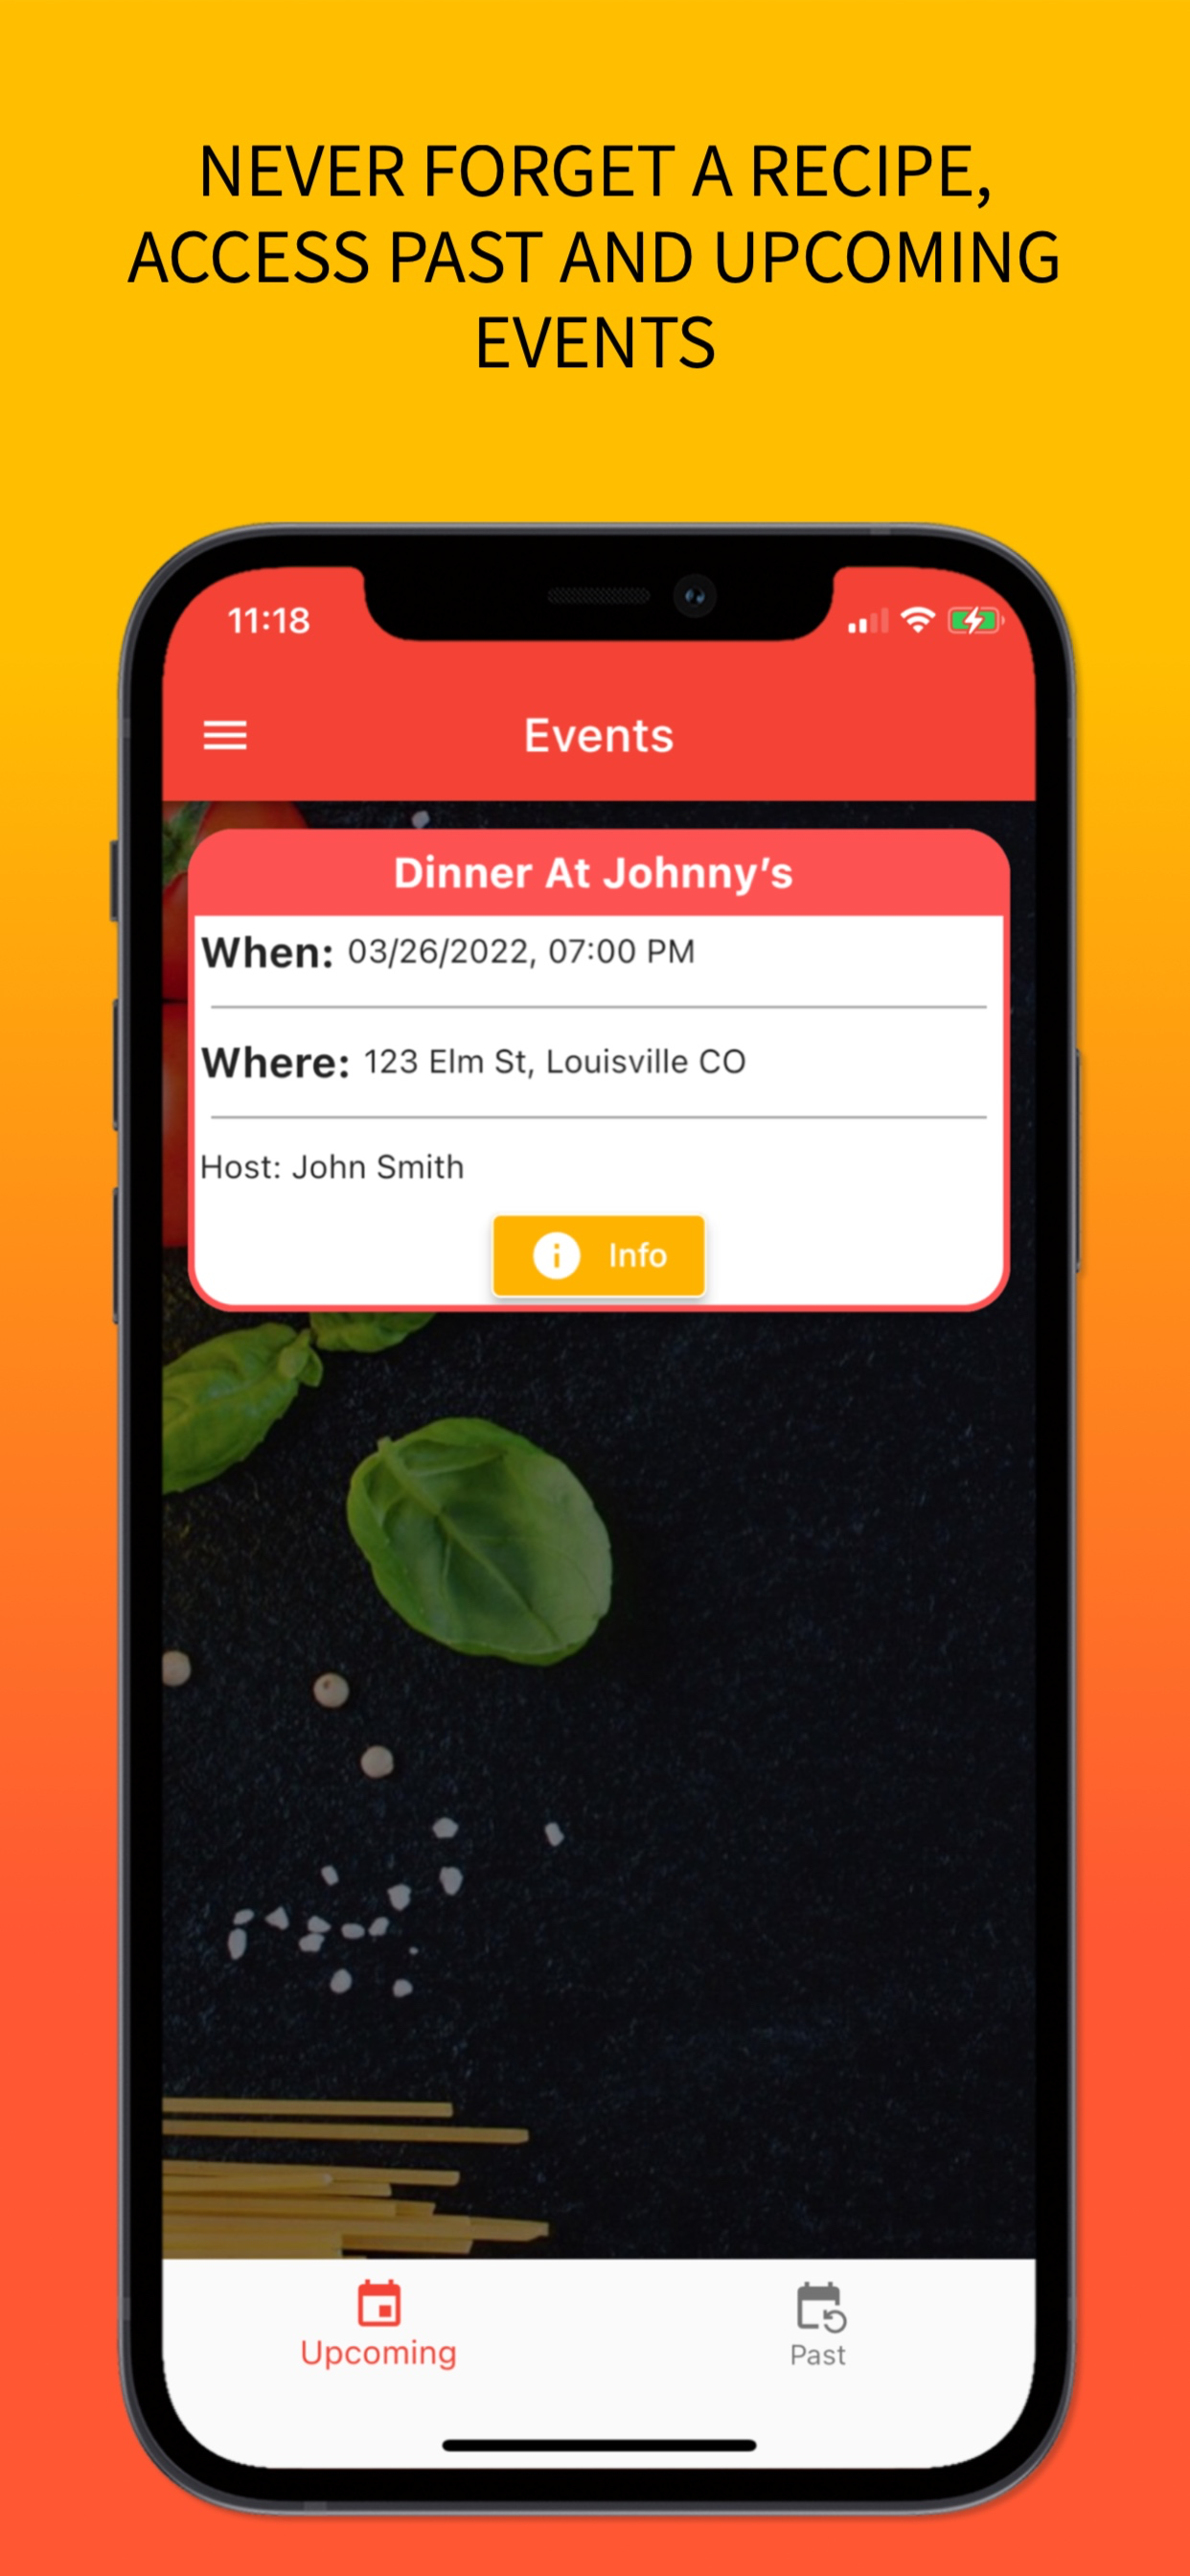 NEVER FORGET A RECIPE,
ACCESS PAST AND UPCOMING
EVENTS
11:18
Events
Dinner At Johnny’s
When: 03/26/2022, 07:00 PM
Where: 123 Elm St, Louisville CO
Host: John Smith
Info
Upcoming
Past